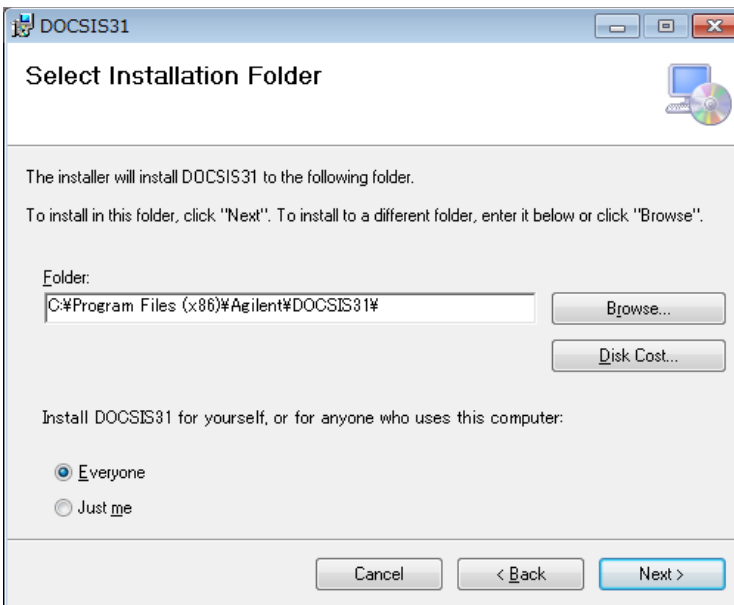 DOCSIS31
Select Installation Folder
The installer will install DOCSIS31 to the following folder.
To install in this folder, click "Next". To install to a different folder, enter it below or click "Browse".
Folder:
C:¥Program Files (x86)¥Agilent¥DOCSIS31¥
Browse...
Disk Cost...
Install DOCSIS31 for yourself, or for anyone who uses this computer:
Everyone
Just me
Cancel
< Back
Next >